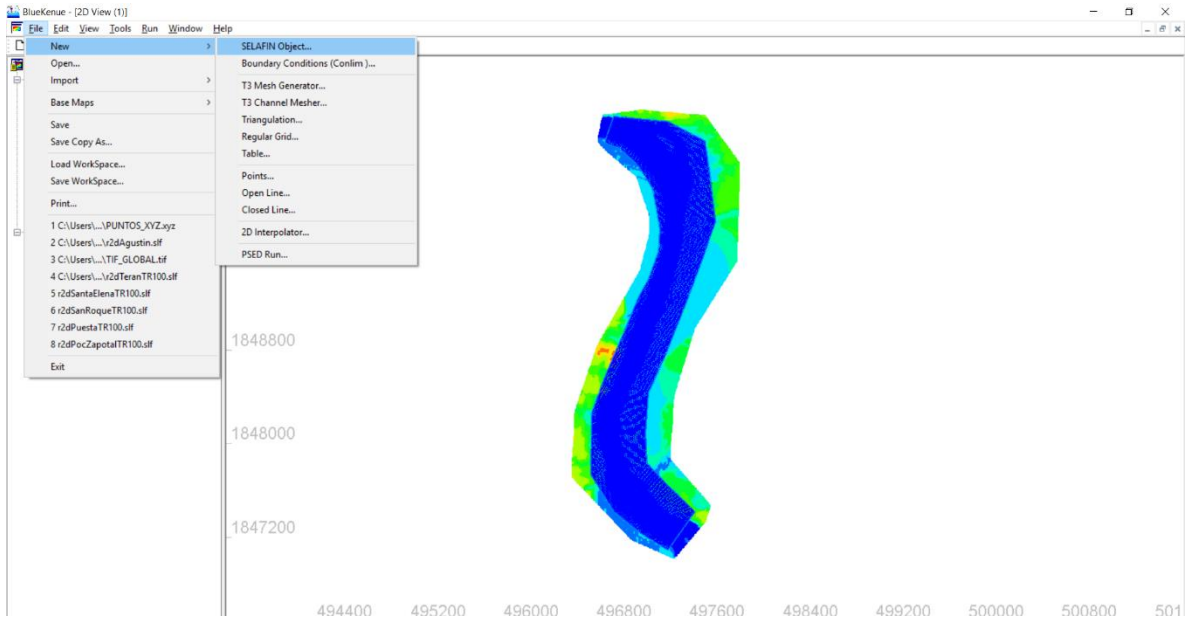 BlueKenue - [2D View (1)]
File Edit View Tools Run Window Help
New
Open...
Import
Base Maps
Save
Save Copy As...
Load WorkSpace...
Save WorkSpace...
Print...
1 C:\Users\...\PUNTOS_XYZ.xyz
2 C:\Users\...\r2dAgustin.slf
3 C:\Users\...\TIF_GLOBAL.tif
4 C:\Users\...\r2dTeranTR100.slf
5 r2dSantaElenaTR100.slf
6 r2dSanRoqueTR100.slf
7 r2dPuestaTR100.slf
8 r2dPocZapotalTR100.slf
Exit
SELAFIN Object...
Boundary Conditions (Conlim )...
T3 Mesh Generator...
T3 Channel Mesher...
Triangulation...
Regular Grid...
Table...
Points...
Open Line...
Closed Line...
2D Interpolator...
PSED Run...
1848800
1848000
1847200
494400 495200 496000 496800 497600 498400 499200 500000 500800 501